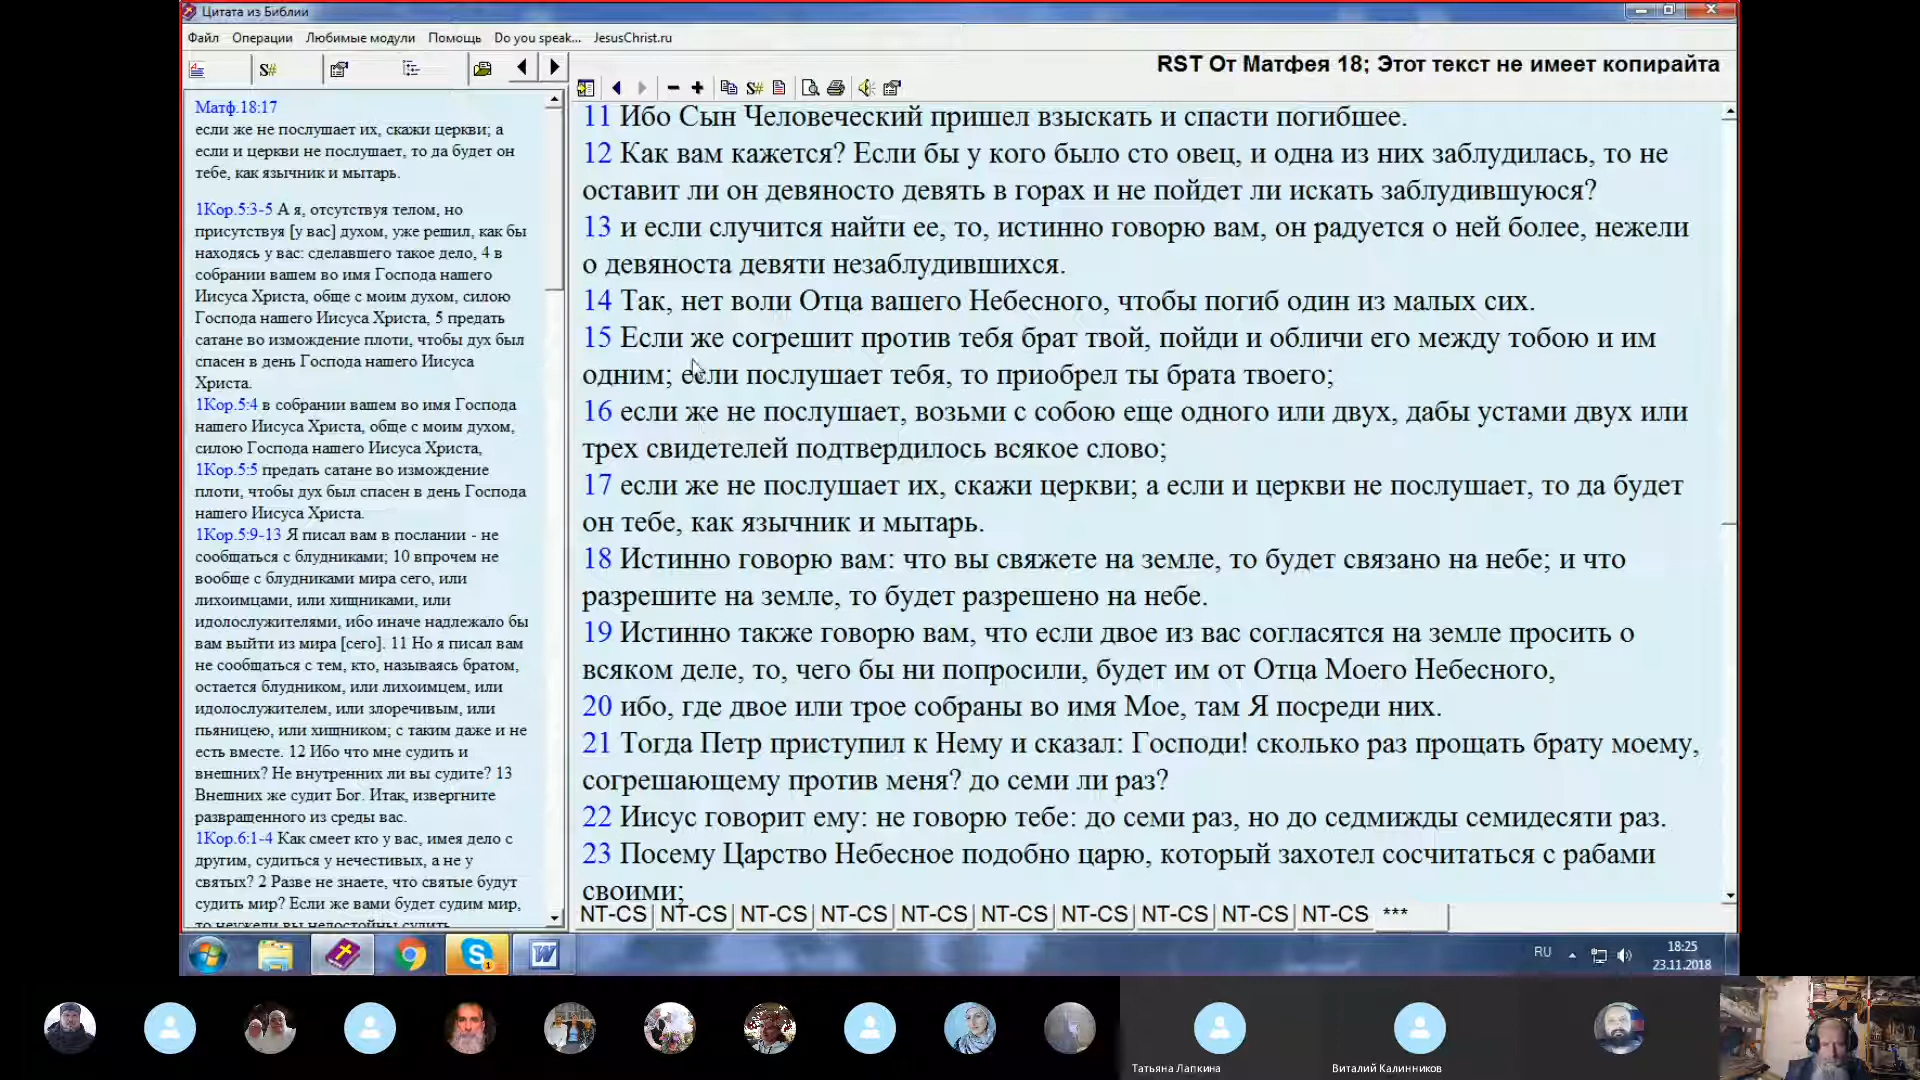 Цитата из Библии
Файл Операции Любимые модули Помощь Do you speak... JesusChrist.ru
S#
RST От Матфея 18; Этот текст не имеет копирайта
S#
Матф.18:17
если же не послушает их, скажи церкви; а
если и церкви не послушает, то да будет он
тебе, как язычник и мытарь.
1Кор.5:3-5 А я, отсутствуя телом, но
присутствуя [у вас] духом, уже решил, как бы
находясь у вас: сделавшего такое дело, 4 в
собрании вашем во имя Господа нашего
Иисуса Христа, обще с моим духом, силою
Господа нашего Иисуса Христа, 5 предать
сатане во измождение плоти, чтобы дух был
спасен в день Господа нашего Иисуса
Христа.
1Кор.5:4 в собрании вашем во имя Господа
нашего Иисуса Христа, обще с моим духом,
силою Господа нашего Иисуса Христа,
1Кор.5:5 предать сатане во измождение
плоти, чтобы дух был спасен в день Господа
нашего Иисуса Христа.
1Кор.5:9-13 Я писал вам в послании - не
сообщаться с блудниками; 10 впрочем не
вообще с блудниками мира сего, или
лихоимцами, или хищниками, или
идолослужителями, ибо иначе надлежало бы
вам выйти из мира [сего]. 11 Но я писал вам
не сообщаться с тем, кто, называясь братом,
остается блудником, или лихоимцем, или
идолослужителем, или злоречивым, или
пьяницею, или хищником; с таким даже и не
есть вместе. 12 Ибо что мне судить и
внешних? Не внутренних ли вы судите? 13
Внешних же судит Бог. Итак, извергните
развращенного из среды вас.
1Кор.6:1-4 Как смеет кто у вас, имея дело с
другим, судиться у нечестивых, а не у
святых? 2 Разве не знаете, что святые будут
судить мир? Если же вами будет судим мир,
то неужели вы недостойны судить
11 Ибо Сын Человеческий пришел взыскать и спасти погибшее.
12 Как вам кажется? Если бы у кого было сто овец, и одна из них заблудилась, то не
оставит ли он девяносто девять в горах и не пойдет ли искать заблудившуюся?
13 и если случится найти ее, то, истинно говорю вам, он радуется о ней более, нежели
о девяноста девяти незаблудившихся.
14 Так, нет воли Отца вашего Небесного, чтобы погиб один из малых сих.
15 Если же согрешит против тебя брат твой, пойди и обличи его между тобою и им
одним; если послушает тебя, то приобрел ты брата твоего;
16 если же не послушает, возьми с собою еще одного или двух, дабы устами двух или
трех свидетелей подтвердилось всякое слово;
17 если же не послушает их, скажи церкви; а если и церкви не послушает, то да будет
он тебе, как язычник и мытарь.
18 Истинно говорю вам: что вы свяжете на земле, то будет связано на небе; и что
разрешите на земле, то будет разрешено на небе.
19 Истинно также говорю вам, что если двое из вас согласятся на земле просить о
всяком деле, то, чего бы ни попросили, будет им от Отца Моего Небесного,
20 ибо, где двое или трое собраны во имя Мое, там Я посреди них.
21 Тогда Петр приступил к Нему и сказал: Господи! сколько раз прощать брату моему,
согрешающему против меня? до семи ли раз?
22 Иисус говорит ему: не говорю тебе: до семи раз, но до седмижды семидесяти раз.
23 Посему Царство Небесное подобно царю, который захотел сосчитаться с рабами
своими;
NT-CS NT-CS NT-CS NT-CS NT-CS NT-CS NT-CS NT-CS NT-CS NT-CS ***
RU
18:25
23.11.2018
Татьяна Лапкина
Виталий Калинников